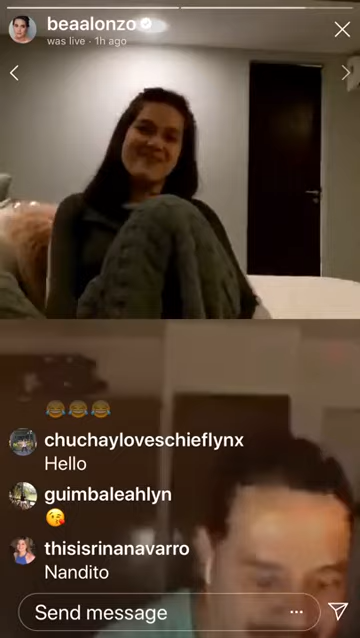 beaalonzo
was live · 1h ago
😂😂😂
chuchayloveschieflynx
Hello
guimbaleahlyn
😘
thisisrinanavarro
Nandito
Send message